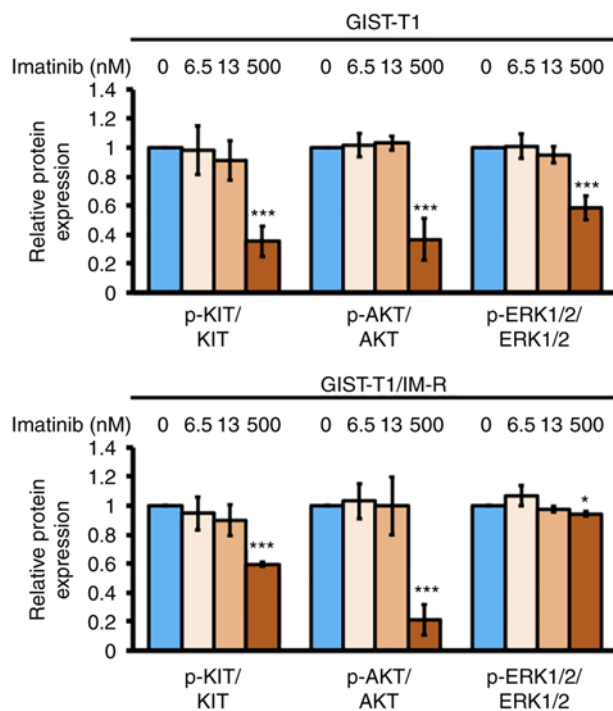 GIST-T1
Imatinib (nM) 0 6.5 13 500 0 6.5 13 500 0 6.5 13 500
Relative protein
expression
1.4
1.2
1
0.8
0.6
0.4
0.2
0
*** *** ***
p-KIT/ p-AKT/ p-ERK1/2/
KIT AKT ERK1/2
GIST-T1/IM-R
Imatinib (nM) 0 6.5 13 500 0 6.5 13 500 0 6.5 13 500
Relative protein
expression
1.4
1.2
1
0.8
0.6
0.4
0.2
0
*** *** *
p-KIT/ p-AKT/ p-ERK1/2/
KIT AKT ERK1/2